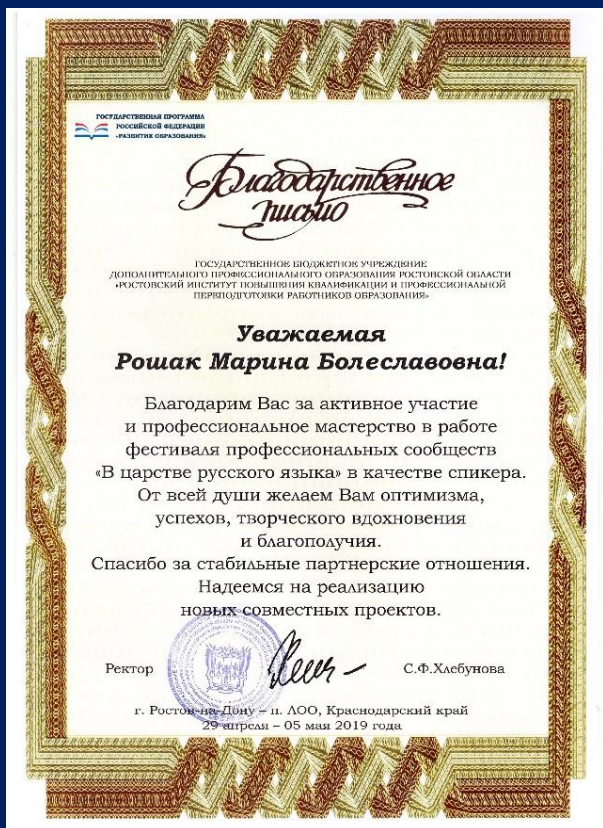 ГОСУДАРСТВЕННАЯ ПРОГРАММА
РОССИЙСКОЙ ФЕДЕРАЦИИ
«РАЗВИТИЕ ОБРАЗОВАНИЯ»
Благодарственное
письмо
ГОСУДАРСТВЕННОЕ БЮДЖЕТНОЕ УЧРЕЖДЕНИЕ
ДОПОЛНИТЕЛЬНОГО ПРОФЕССИОНАЛЬНОГО ОБРАЗОВАНИЯ РОСТОВСКОЙ ОБЛАСТИ
«РОСТОВСКИЙ ИНСТИТУТ ПОВЫШЕНИЯ КВАЛИФИКАЦИИ И ПРОФЕССИОНАЛЬНОЙ
ПЕРЕПОДГОТОВКИ РАБОТНИКОВ ОБРАЗОВАНИЯ»
Уважаемая
Рошак Марина Болеславовна!
Благодарим Вас за активное участие
и профессиональное мастерство в работе
фестиваля профессиональных сообществ
«В царстве русского языка» в качестве спикера.
От всей души желаем Вам оптимизма,
успехов, творческого вдохновения
и благополучия.
Спасибо за стабильные партнерские отношения.
Надеемся на реализацию
новых совместных проектов.
Ректор С.Ф.Хлебунова
г. Ростов-на-Дону – п. ЛОО, Краснодарский край
29 апреля – 05 мая 2019 года